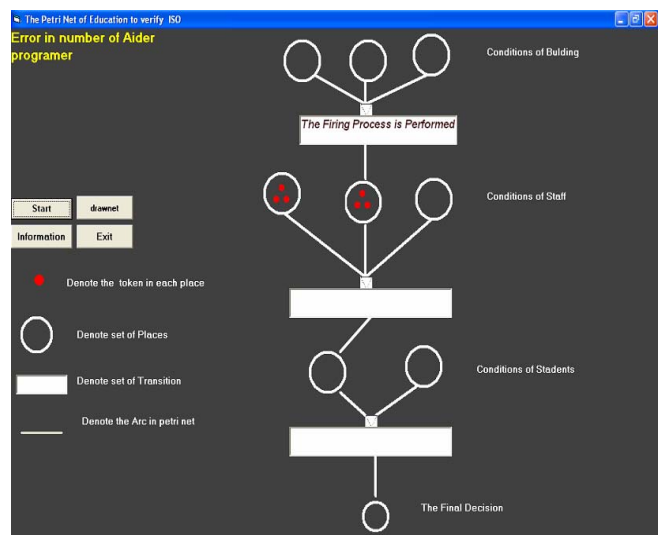 The Petri Net of Education to verify ISO
Error in number of Aider
programer
Conditions of Bulding
The Firing Process is Performed
Conditions of Staff
Start
drawnet
Information
Exit
Denote the token in each place
Denote set of Places
Conditions of Stadents
Denote set of Transition
Denote the Arc in petri net
The Final Decision